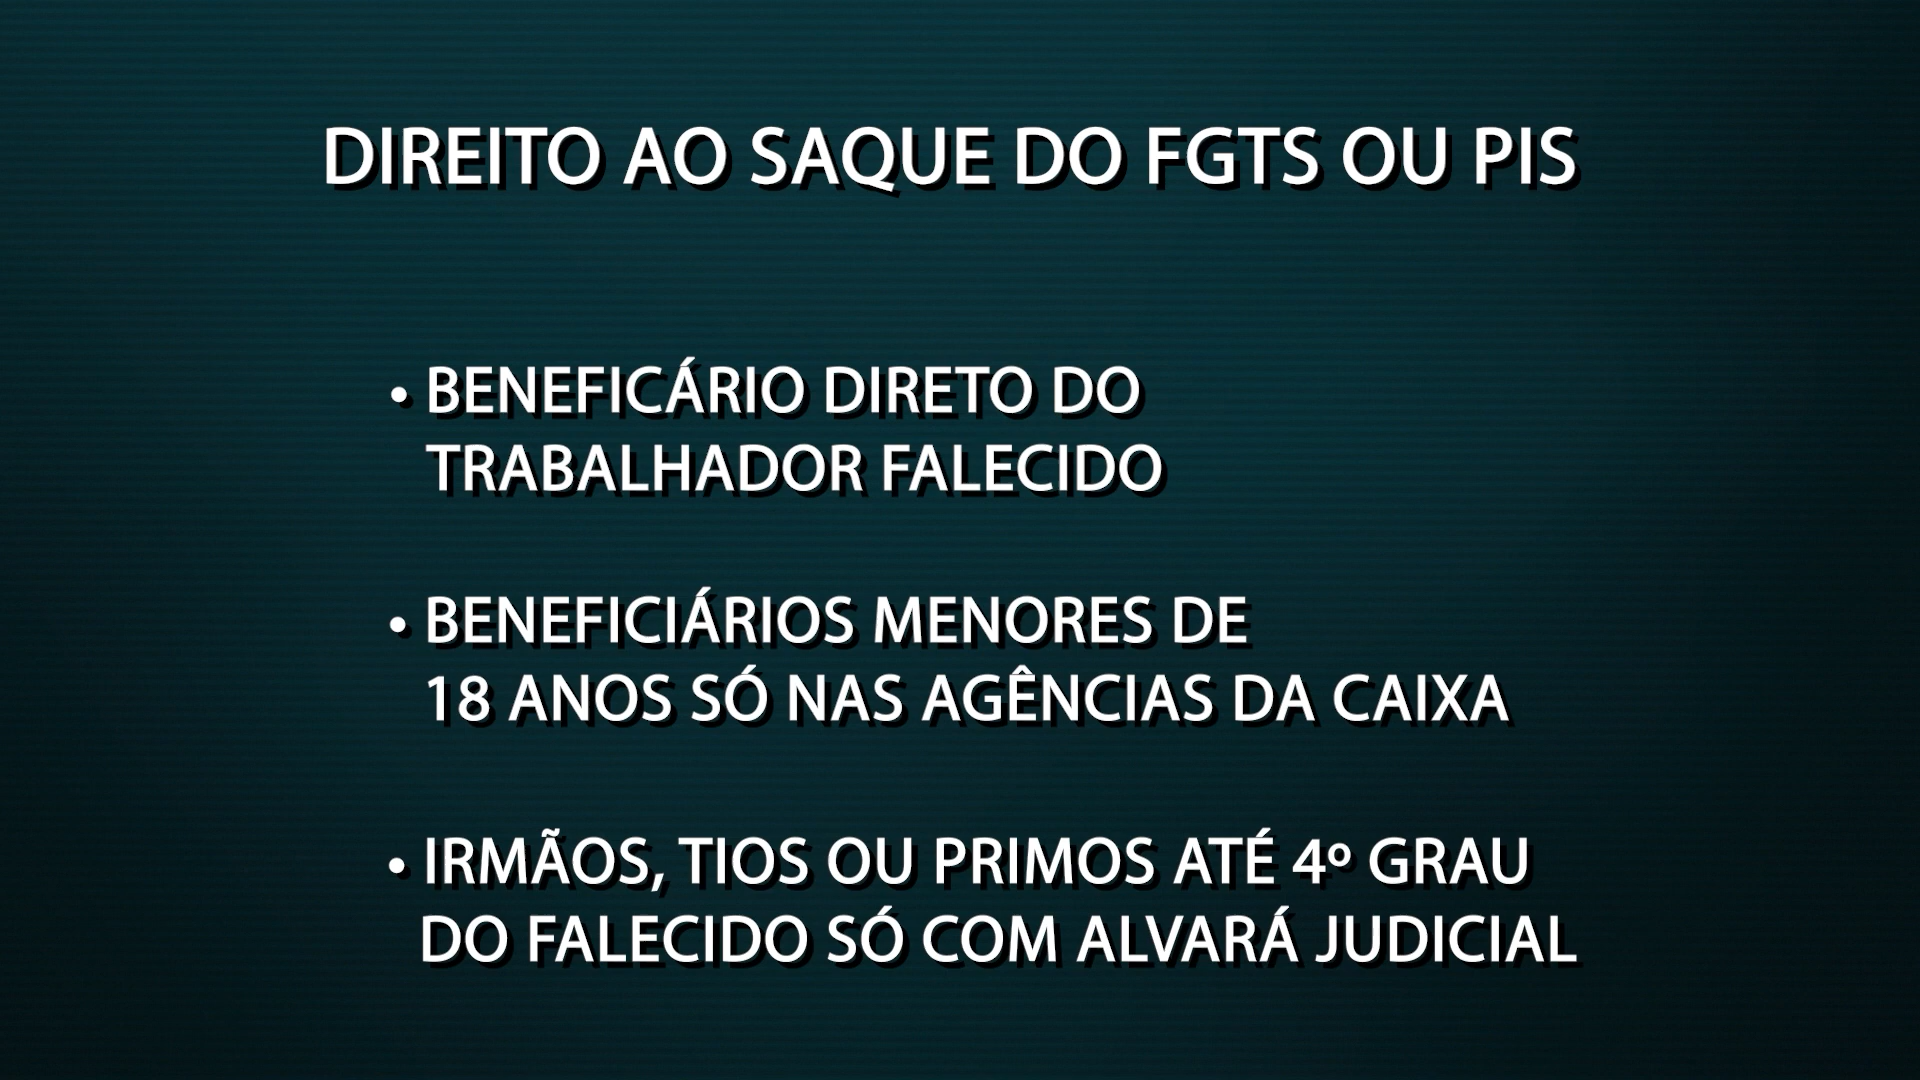 DIREITO AO SAQUE DO FGTS OU PIS
• BENEFICÁRIO DIRETO DO
TRABALHADOR FALECIDO
• BENEFICIÁRIOS MENORES DE
18 ANOS SÓ NAS AGÊNCIAS DA CAIXA
• IRMÃOS, TIOS OU PRIMOS ATÉ 4º GRAU
DO FALECIDO SÓ COM ALVARÁ JUDICIAL